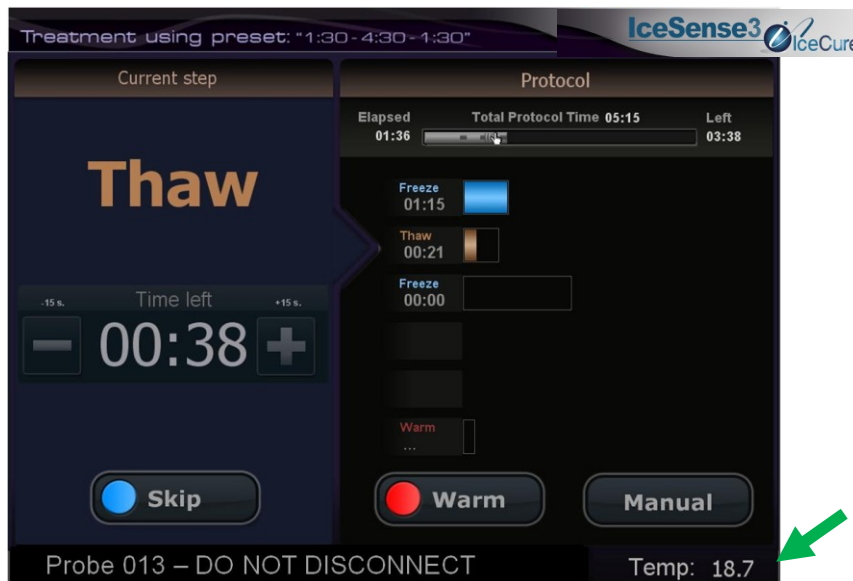 Treatment using preset: "1:30-4:30-1:30"
IceSense3
IceCure
Current step
Protocol
Elapsed Total Protocol Time 05:15 Left
01:36 03:38
Thaw
Freeze
01:15
Thaw
00:21
Freeze
00:00
-15 s. Time left +15 s.
00:38
Warm
...
Skip
Warm
Manual
Probe 013 – DO NOT DISCONNECT
Temp: 18.7